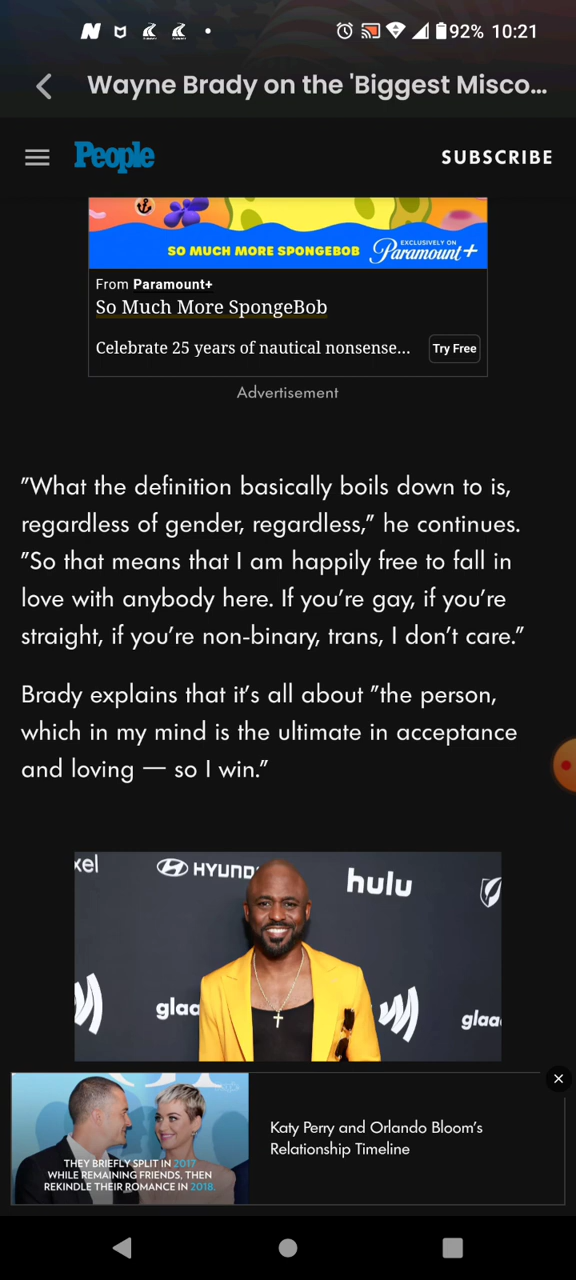 92% 10:21
Wayne Brady on the 'Biggest Misco...
People
SUBSCRIBE
SO MUCH MORE SPONGEBOB
EXCLUSIVELY ON
Paramount+
From Paramount+
So Much More SpongeBob
Celebrate 25 years of nautical nonsense...
Try Free
Advertisement
"What the definition basically boils down to is,
regardless of gender, regardless," he continues.
"So that means that I am happily free to fall in
love with anybody here. If you're gay, if you're
straight, if you're non-binary, trans, I don't care."
Brady explains that it's all about "the person,
which in my mind is the ultimate in acceptance
and loving — so I win."
xel
HYUND
hulu
glaa
glaa
THEY BRIEFLY SPLIT IN 2017
WHILE REMAINING FRIENDS, THEN
REKINDLE THEIR ROMANCE IN 2018.
Katy Perry and Orlando Bloom's
Relationship Timeline